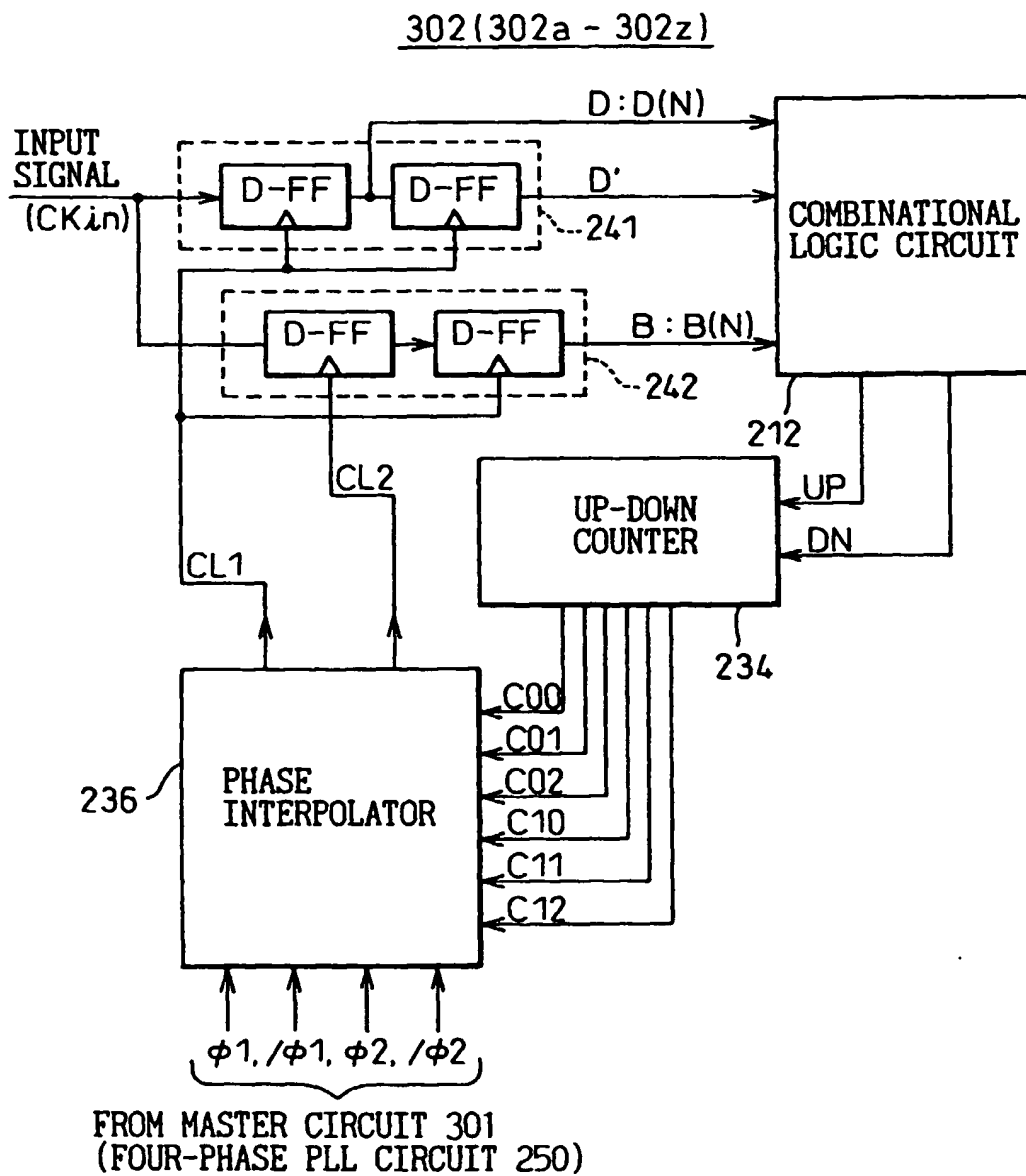 302(302a - 302z)
D:D(N)
INPUT
SIGNAL
(CKin)
D-FF
D-FF
D'
241
COMBINATIONAL
LOGIC CIRCUIT
D-FF
D-FF
B:B(N)
242
212
CL2
UP-DOWN
COUNTER
UP
DN
CL1
234
C00
C01
C02
C10
C11
C12
236
PHASE
INTERPOLATOR
φ1, /φ1, φ2, /φ2
FROM MASTER CIRCUIT 301
(FOUR-PHASE PLL CIRCUIT 250)